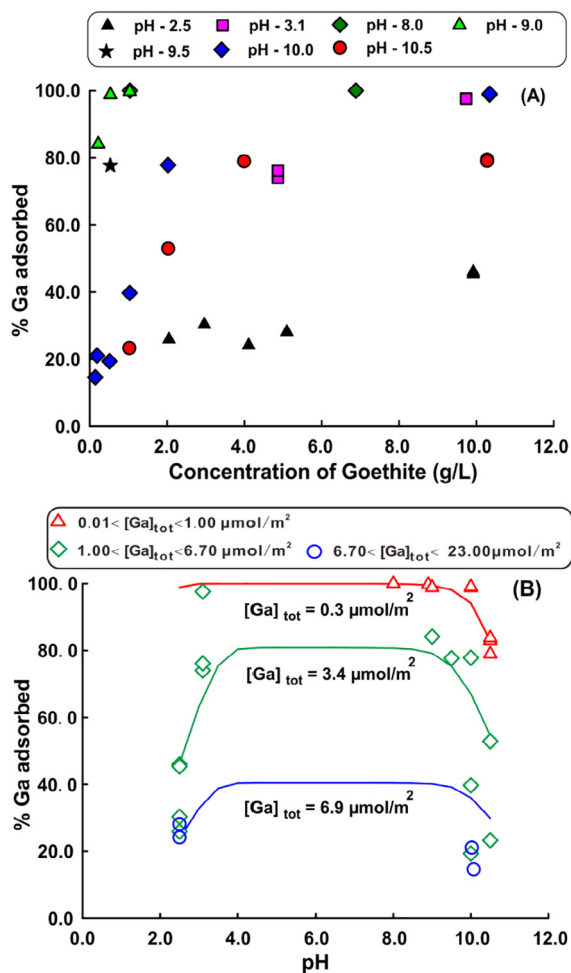 pH - 2.5 pH - 3.1 pH - 8.0 pH - 9.0
pH - 9.5 pH - 10.0 pH - 10.5
(A)
100.0
80.0
60.0
40.0
20.0
0.0
% Ga adsorbed
0.0 2.0 4.0 6.0 8.0 10.0 12.0
Concentration of Goethite (g/L)
0.01< [Ga]tot<1.00 µmol/m²
1.00< [Ga]tot<6.70 µmol/m² 6.70< [Ga]tot< 23.00µmol/m²
(B)
100. 0
80. 0
60. 0
40. 0
20. 0
0.0
% Ga adsorbed
[Ga] tot = 0.3 µmol/m²
[Ga] tot = 3.4 µmol/m²
[Ga] tot = 6.9 µmol/m²
0.0 2.0 4.0 6.0 8.0 10.0 12.0
pH